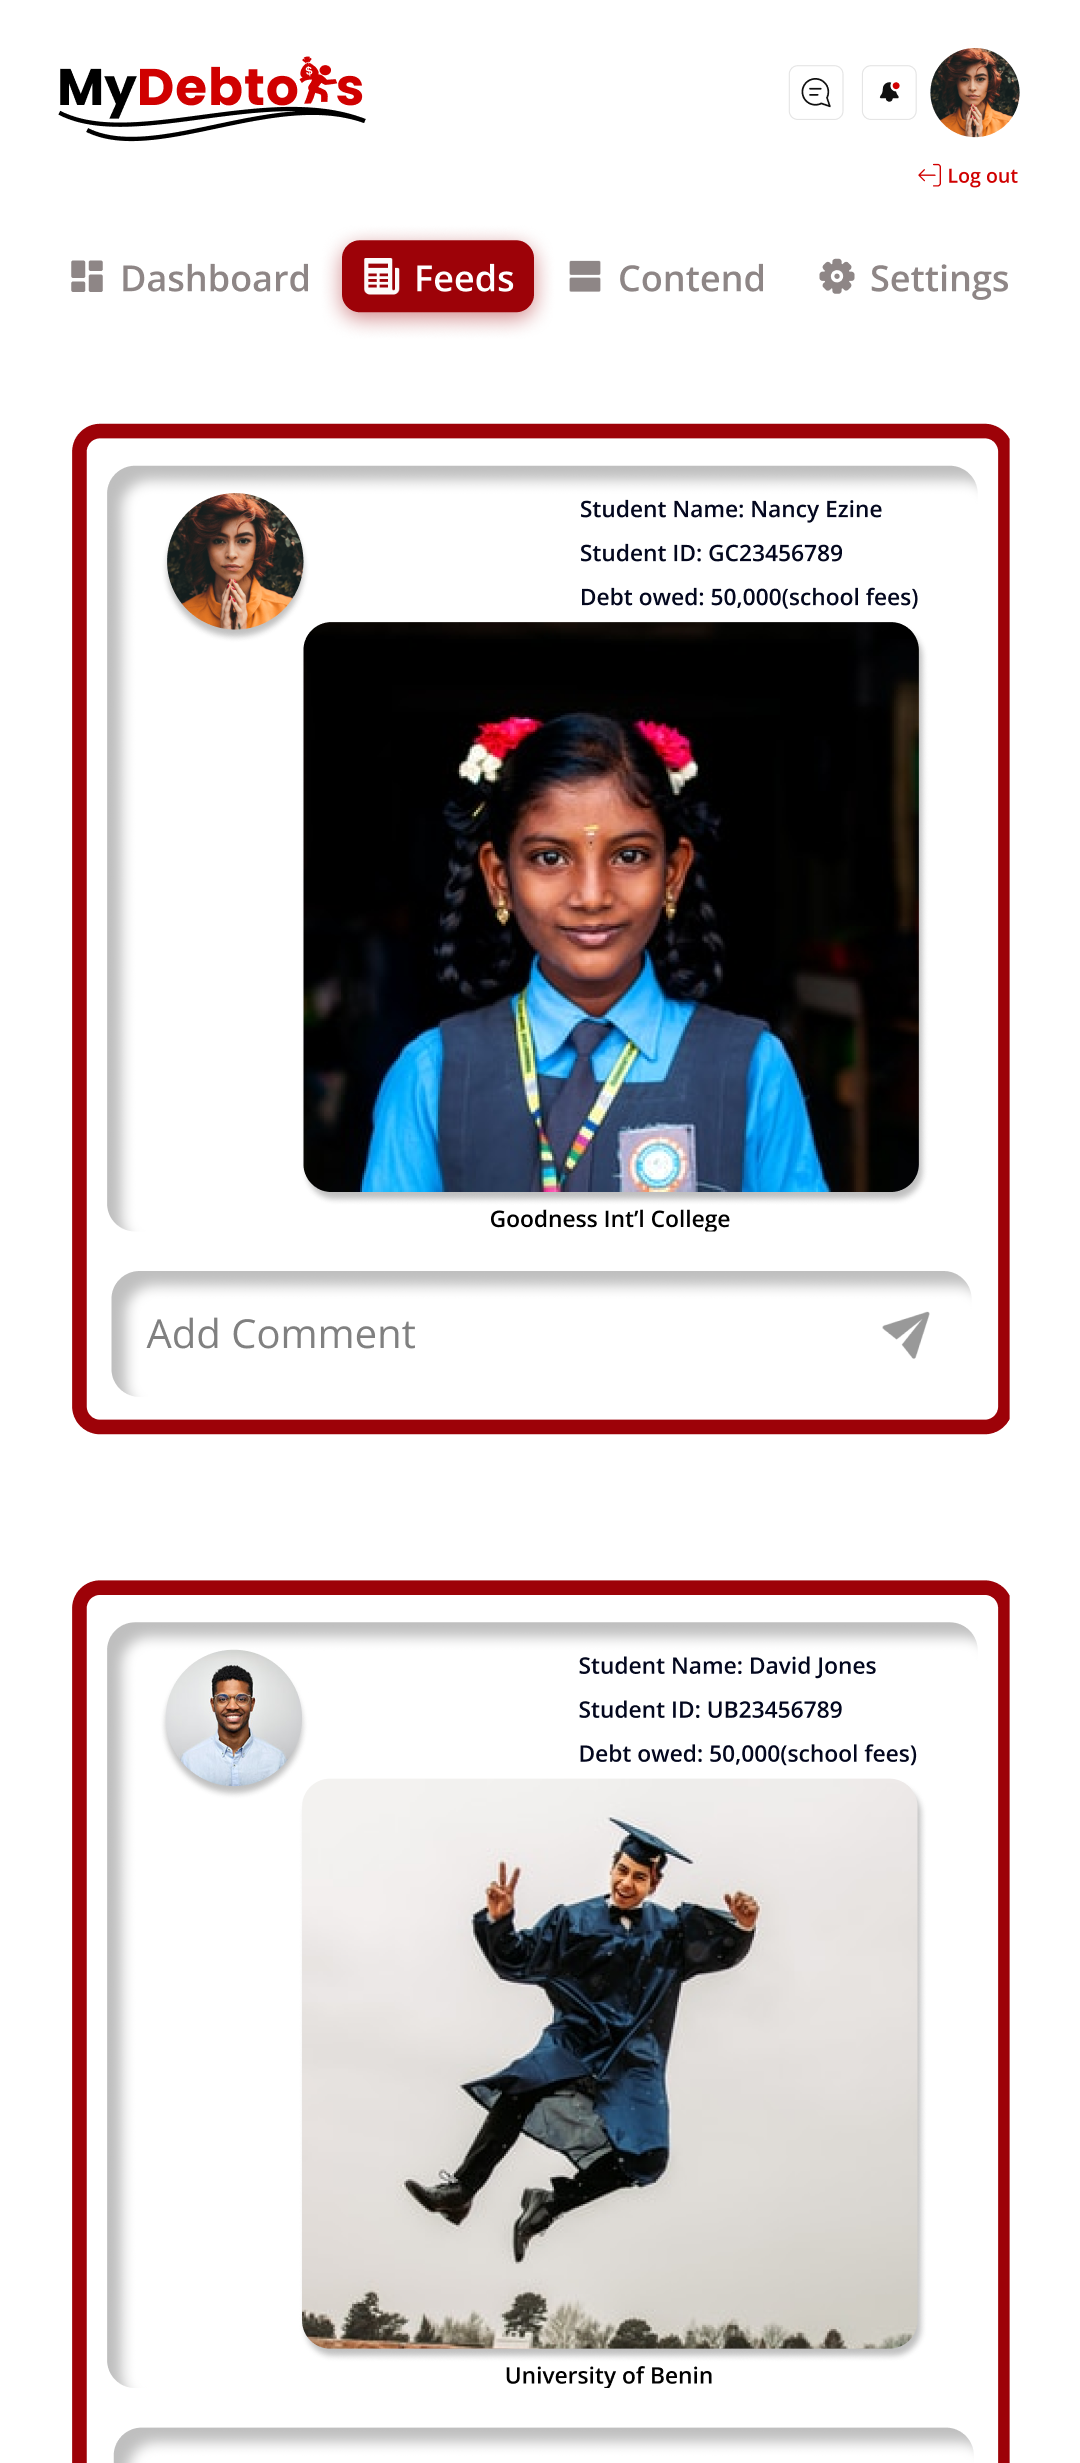 MyDebtors
Log out
Dashboard Feeds Contend Settings
Student Name: Nancy Ezine
Student ID: GC23456789
Debt owed: 50,000(school fees)
Goodness Int’l College
Add Comment
Student Name: David Jones
Student ID: UB23456789
Debt owed: 50,000(school fees)
University of Benin